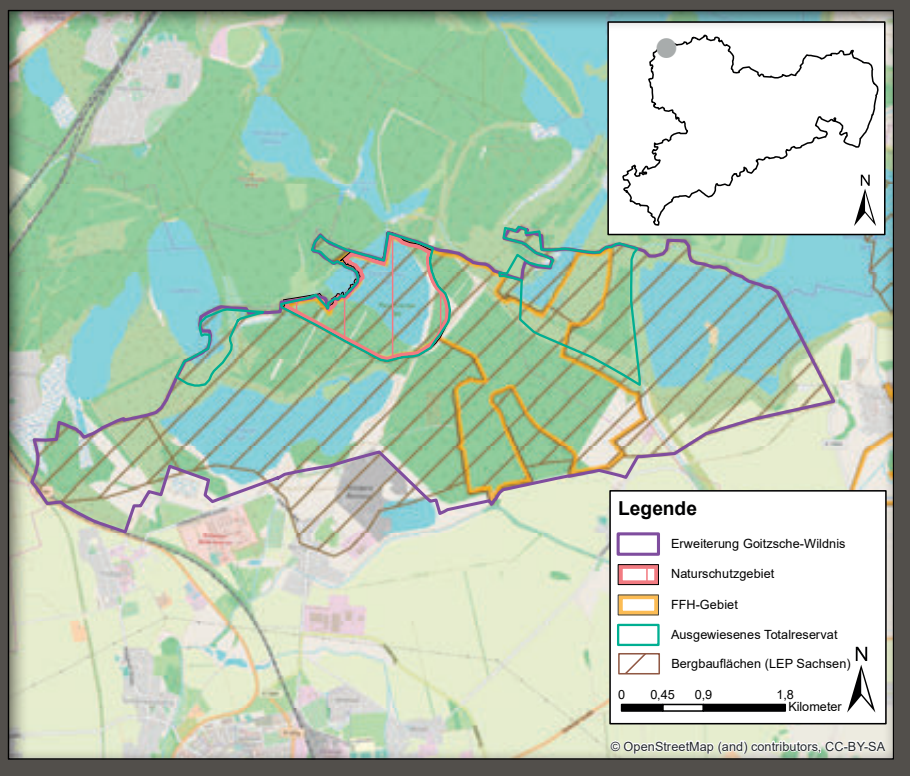 N
Legende
Erweiterung Goitzsche-Wildnis
Naturschutzgebiet
FFH-Gebiet
Ausgewiesenes Totalreservat
Bergbauflächen (LEP Sachsen)
N
0 0,45 0,9 1,8
Kilometer
© OpenStreetMap (and) contributors, CC-BY-SA